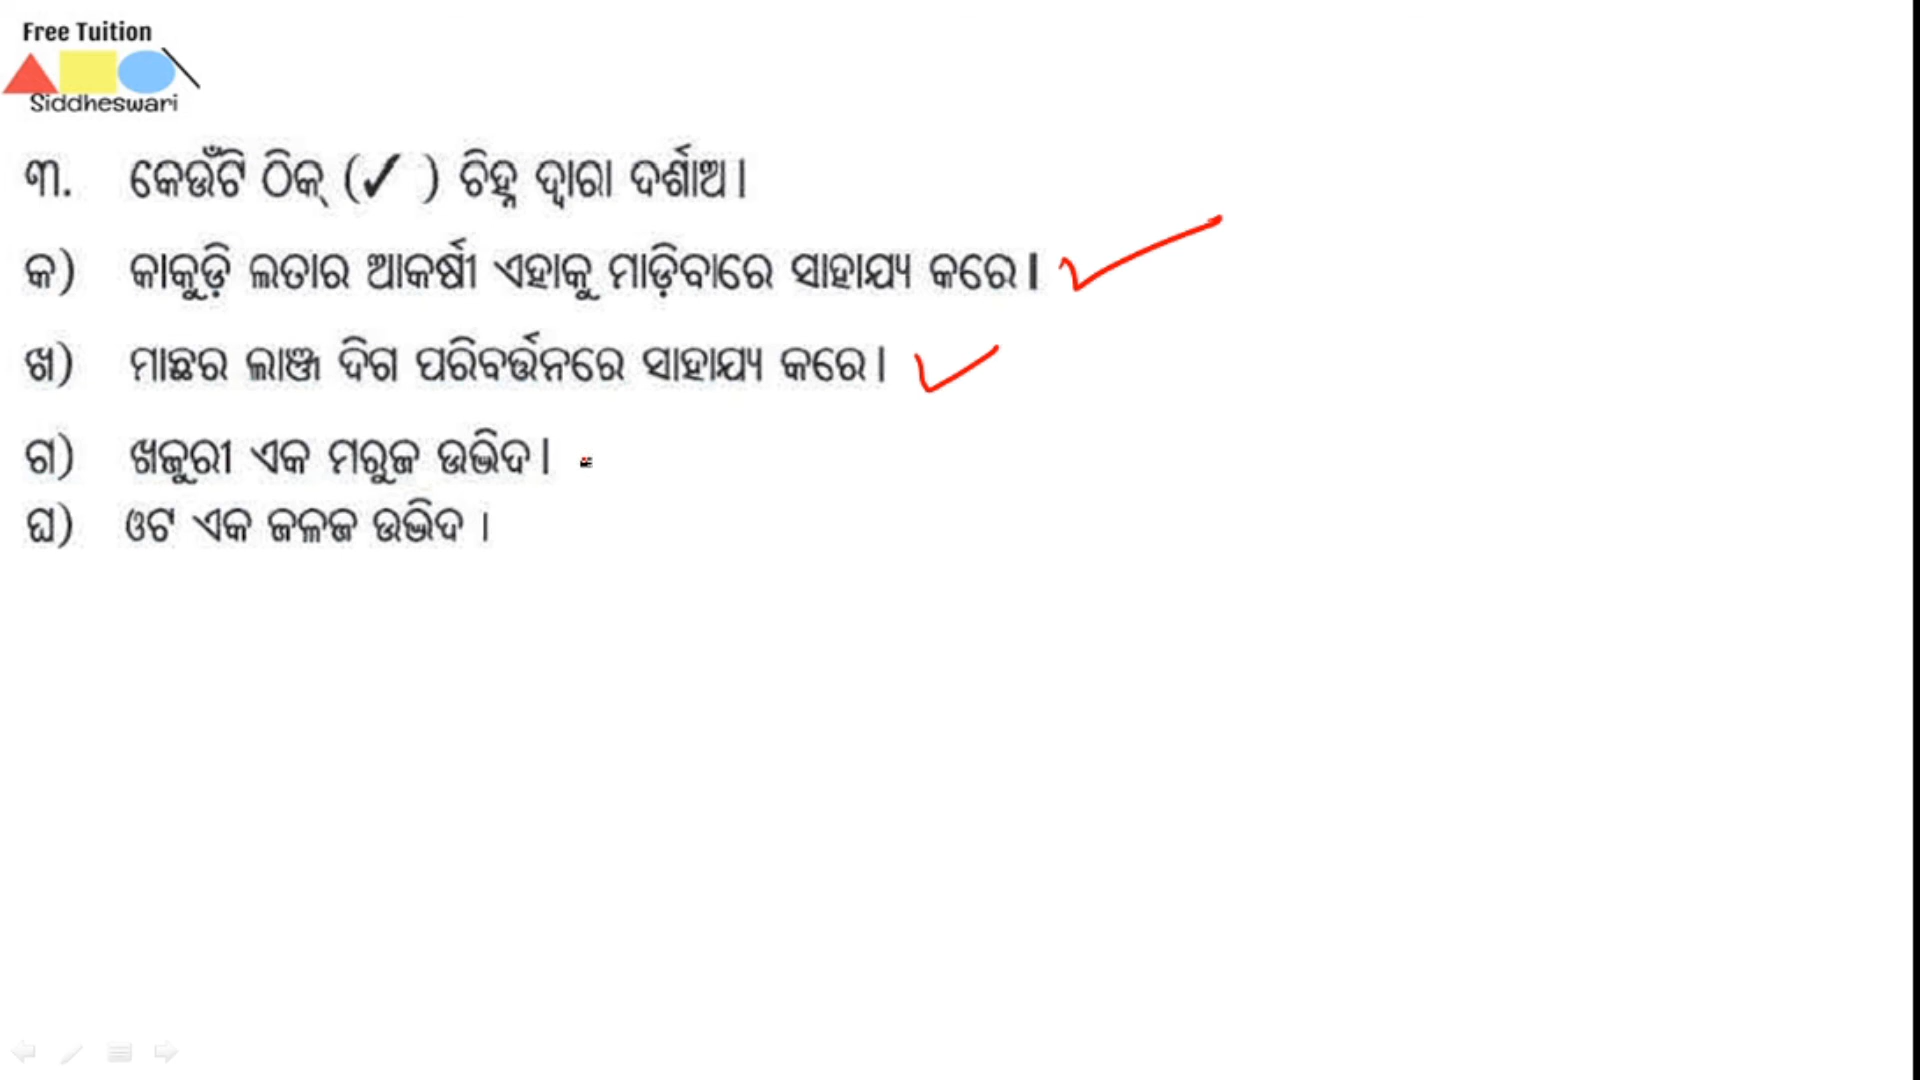 Free Tuition
Siddheswari
୩. କେଉଁଟି ଠିକ୍ (✓) ଚିହ୍ନ ଦ୍ୱାରା ଦର୍ଶାଅ।
କ) କାକୁଡ଼ି ଲତାର ଆକର୍ଷୀ ଏହାକୁ ମାଡ଼ିବାରେ ସାହାଯ୍ୟ କରେ।
ଖ) ମାଛର ଲାଞ୍ଜ ଦିଗ ପରିବର୍ତ୍ତନରେ ସାହାଯ୍ୟ କରେ।
ଗ) ଖଜୁରୀ ଏକ ମରୁଜ ଉଦ୍ଭିଦ।
ଘ) ଓଟ ଏକ ଜଳଜ ଉଦ୍ଭିଦ ।